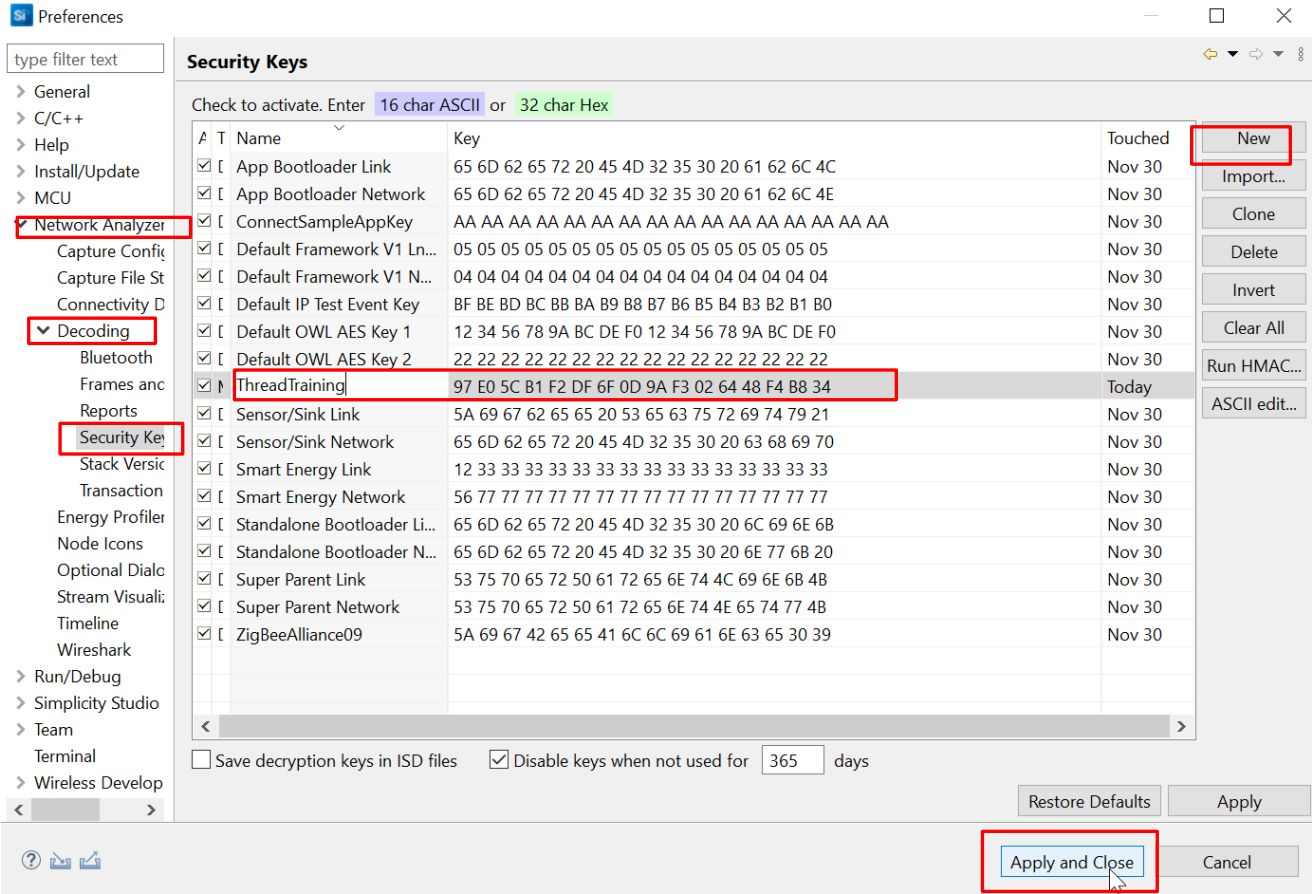 Si Preferences
type filter text
General
C/C++
Help
Install/Update
MCU
Network Analyzer
Capture Config
Capture File St
Connectivity D
Decoding
Bluetooth
Frames and
Reports
Security Key
Stack Versic
Transaction
Energy Profiler
Node Icons
Optional Dialo
Stream Visualiz
Timeline
Wireshark
Run/Debug
Simplicity Studio
Team
Terminal
Wireless Develop
Security Keys
Check to activate. Enter 16 char ASCII or 32 char Hex
A T Name Key Touched
App Bootloader Link 65 6D 62 65 72 20 45 4D 32 35 30 20 61 62 6C 4C Nov 30
App Bootloader Network 65 6D 62 65 72 20 45 4D 32 35 30 20 61 62 6C 4E Nov 30
ConnectSampleAppKey AA AA AA AA AA AA AA AA AA AA AA AA AA AA AA AA Nov 30
Default Framework V1 Ln... 05 05 05 05 05 05 05 05 05 05 05 05 05 05 05 05 Nov 30
Default Framework V1 N... 04 04 04 04 04 04 04 04 04 04 04 04 04 04 04 04 Nov 30
Default IP Test Event Key BF BE BD BC BB BA B9 B8 B7 B6 B5 B4 B3 B2 B1 B0 Nov 30
Default OWL AES Key 1 12 34 56 78 9A BC DE F0 12 34 56 78 9A BC DE F0 Nov 30
Default OWL AES Key 2 22 22 22 22 22 22 22 22 22 22 22 22 22 22 22 22 Nov 30
ThreadTraining 97 E0 5C B1 F2 DF 6F 0D 9A F3 02 64 48 F4 B8 34 Today
Sensor/Sink Link 5A 69 67 62 65 65 20 53 65 63 75 72 69 74 79 21 Nov 30
Sensor/Sink Network 65 6D 62 65 72 20 45 4D 32 35 30 20 63 68 69 70 Nov 30
Smart Energy Link 12 33 33 33 33 33 33 33 33 33 33 33 33 33 33 33 Nov 30
Smart Energy Network 56 77 77 77 77 77 77 77 77 77 77 77 77 77 77 77 Nov 30
Standalone Bootloader Li... 65 6D 62 65 72 20 45 4D 32 35 30 20 6C 69 6E 6B Nov 30
Standalone Bootloader N... 65 6D 62 65 72 20 45 4D 32 35 30 20 6E 77 6B 20 Nov 30
Super Parent Link 53 75 70 65 72 50 61 72 65 6E 74 4C 69 6E 6B 4B Nov 30
Super Parent Network 53 75 70 65 72 50 61 72 65 6E 74 4E 65 74 77 4B Nov 30
ZigBeeAlliance09 5A 69 67 42 65 65 41 6C 6C 69 61 6E 63 65 30 39 Nov 30
New
Import...
Clone
Delete
Invert
Clear All
Run HMAC...
ASCII edit...
Save decryption keys in ISD files Disable keys when not used for 365 days
Restore Defaults Apply
Apply and Close Cancel